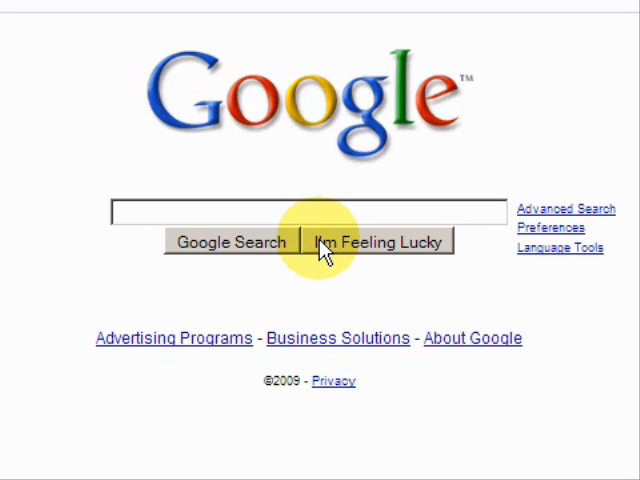 Google™
Advanced Search
Preferences
Google Search I'm Feeling Lucky
Language Tools
Advertising Programs - Business Solutions - About Google
©2009 - Privacy